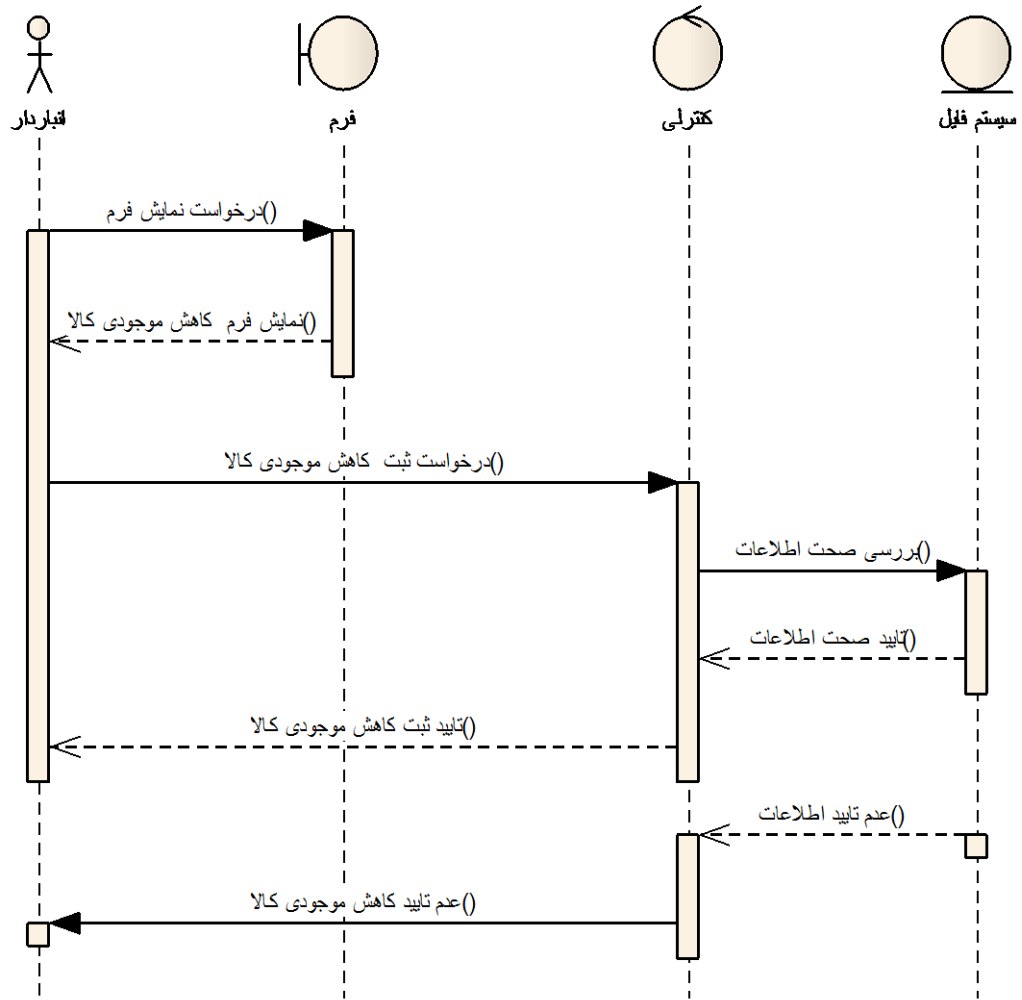 انباردار
فرم
کنترلی
سیستم فایل
درخواست نمایش فرم()
نمایش فرم کاهش موجودی کالا()
درخواست ثبت کاهش موجودی کالا()
بررسی صحت اطلاعات()
تایید صحت اطلاعات()
تایید ثبت کاهش موجودی کالا()
عدم تایید اطلاعات()
عدم تایید کاهش موجودی کالا()